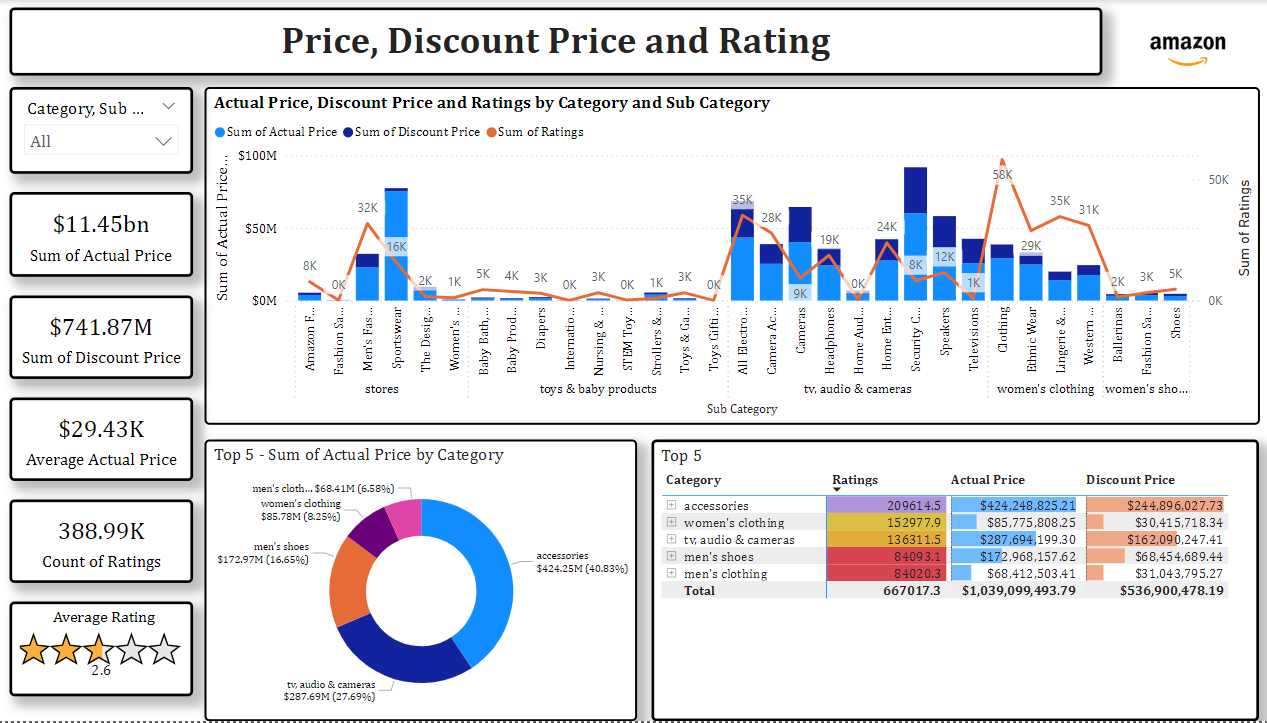 Price, Discount Price and Rating
amazon
Category, Sub ...
All
$11.45bn
Sum of Actual Price
$741.87M
Sum of Discount Price
$29.43K
Average Actual Price
388.99K
Count of Ratings
Average Rating
2.6
Actual Price, Discount Price and Ratings by Category and Sub Category
Sum of Actual Price Sum of Discount Price Sum of Ratings
Sum of Actual Price...
$100M
$50M
$0M
50K
0K
Sum of Ratings
8K 0K 32K 16K 2K 1K 5K 4K 3K 0K 3K 0K 1K 3K 0K 35K 28K 9K 19K 0K 24K 8K 12K 1K 58K 29K 35K 31K 2K 3K 5K
Amazon F...
Fashion Sa...
Men's Fas...
Sportswear
The Desig...
Women's ...
Baby Bath,...
Baby Prod...
Diapers
Internatio...
Nursing & ...
STEM Toy...
Strollers &...
Toys & Ga...
Toys Gifti...
All Electro...
Camera Ac...
Cameras
Headphones
Home Aud...
Home Ent...
Security C...
Speakers
Televisions
Clothing
Ethnic Wear
Lingerie &...
Western ...
Ballerinas
Fashion Sa...
Shoes
stores toys & baby products tv, audio & cameras women's clothing women's sho...
Sub Category
Top 5 - Sum of Actual Price by Category
men's cloth... $68.41M (6.58%)
women's clothing
$85.78M (8.25%)
men's shoes
$172.97M (16.65%)
accessories
$424.25M (40.83%)
tv, audio & cameras
$287.69M (27.69%)
Top 5
Category Ratings Actual Price Discount Price
accessories 209614.5 $424,248,825.21 $244,896,027.73
women's clothing 152977.9 $85,775,808.25 $30,415,718.34
tv, audio & cameras 136311.5 $287,694,199.30 $162,090,247.41
men's shoes 84093.1 $172,968,157.62 $68,454,689.44
men's clothing 84020.3 $68,412,503.41 $31,043,795.27
Total 667017.3 $1,039,099,493.79 $536,900,478.19